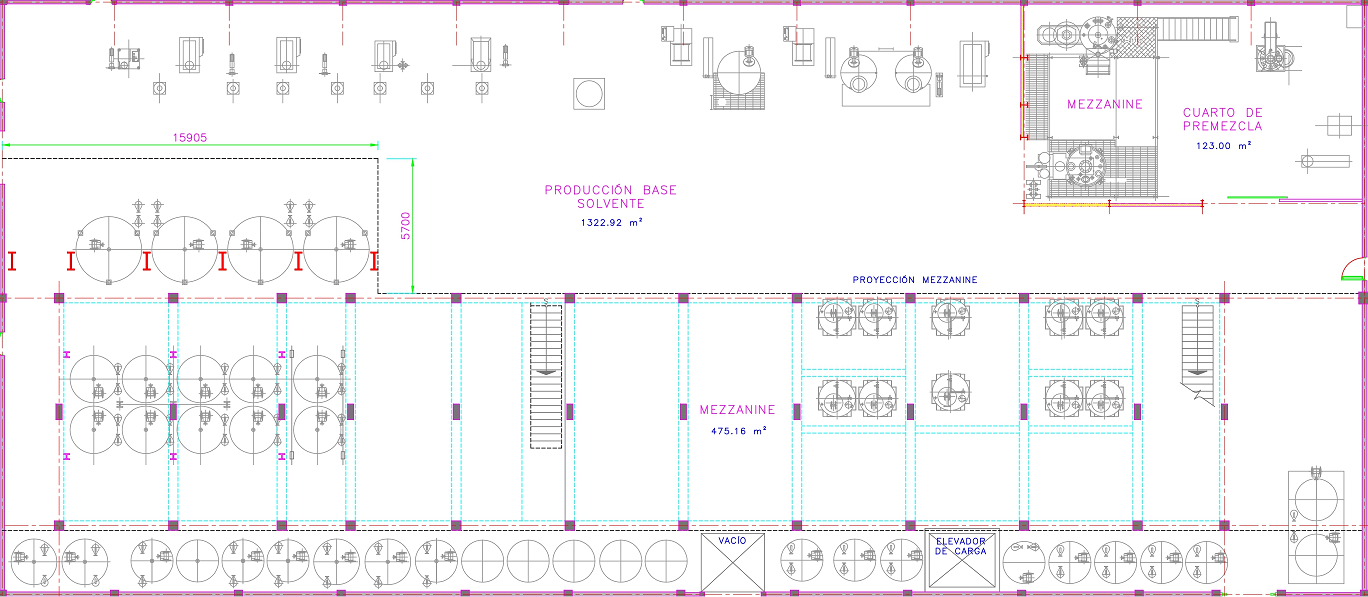 MEZZANINE
CUARTO DE
PREMEZCLA
123.00 m²
15905
5700
PRODUCCIÓN BASE
SOLVENTE
1322.92 m²
PROYECCIÓN MEZZANINE
S
S
MEZZANINE
475.16 m²
VACÍO
ELEVADOR
DE CARGA